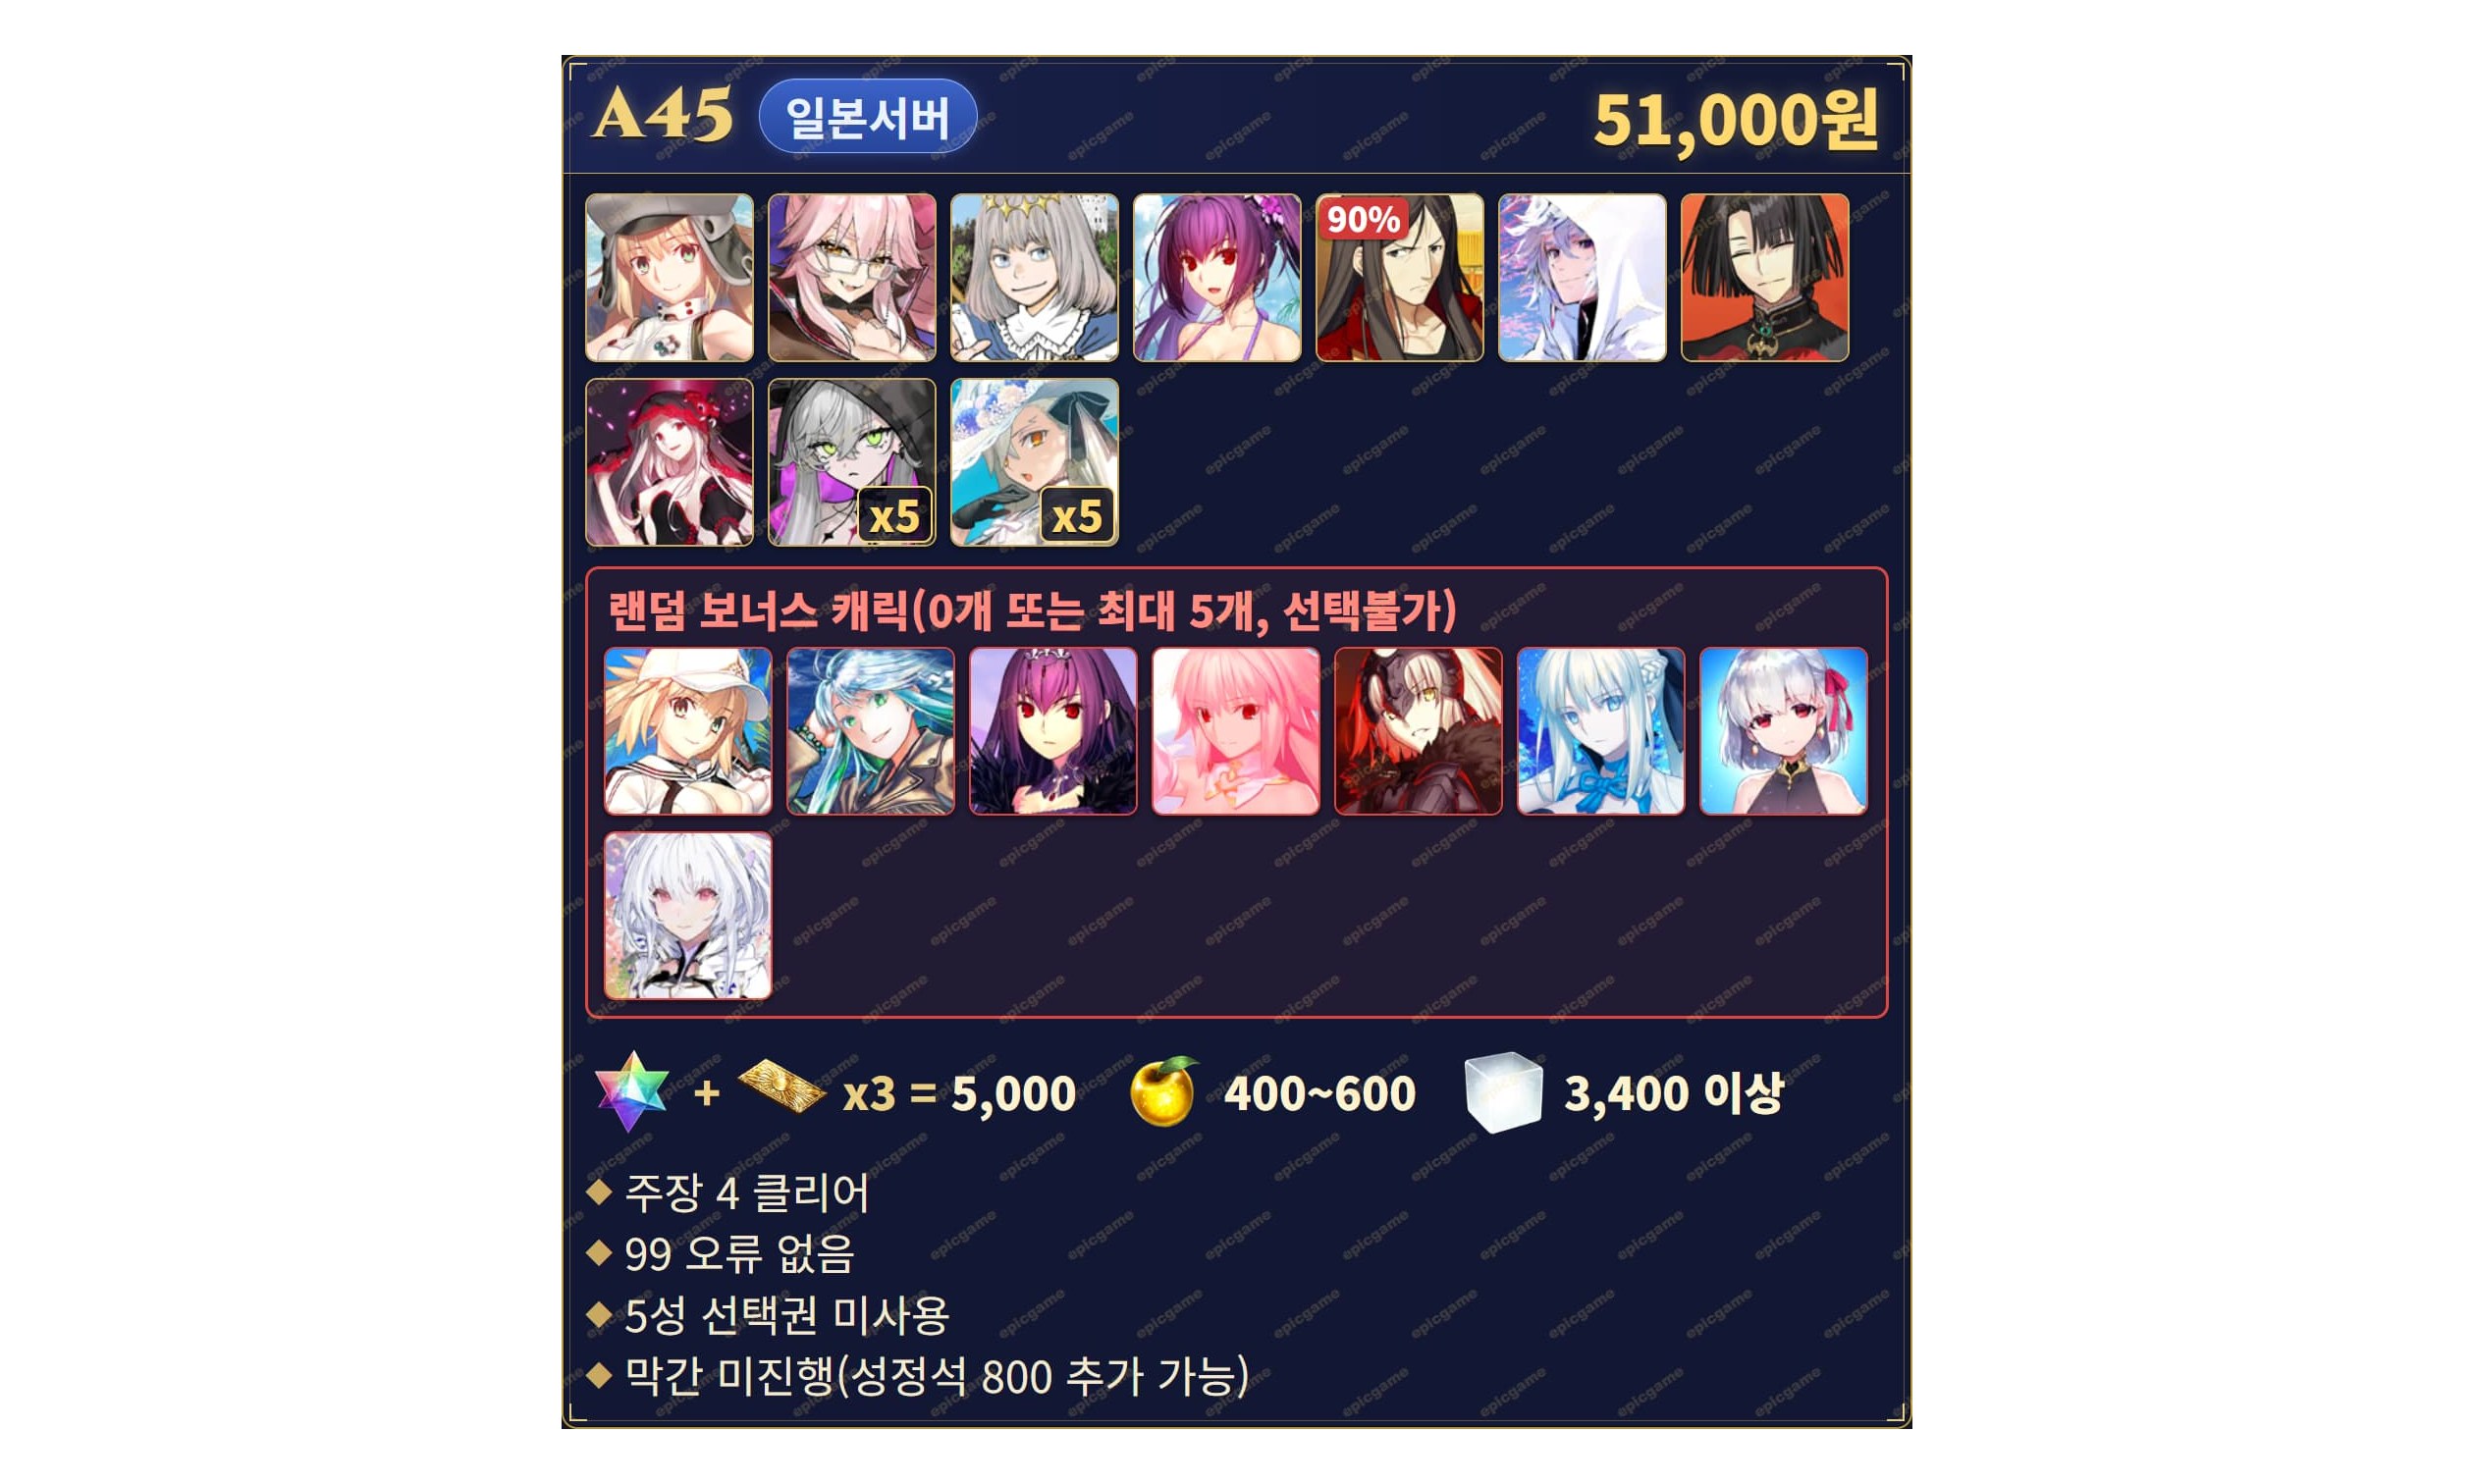 A45 일본서버 51,000원
90%
x5 x5
랜덤 보너스 캐릭(0개 또는 최대 5개, 선택불가)
+ x3 = 5,000 400~600 3,400 이상
주장 4 클리어
99 오류 없음
5성 선택권 미사용
막간 미진행(성정석 800 추가 가능)
epicgame